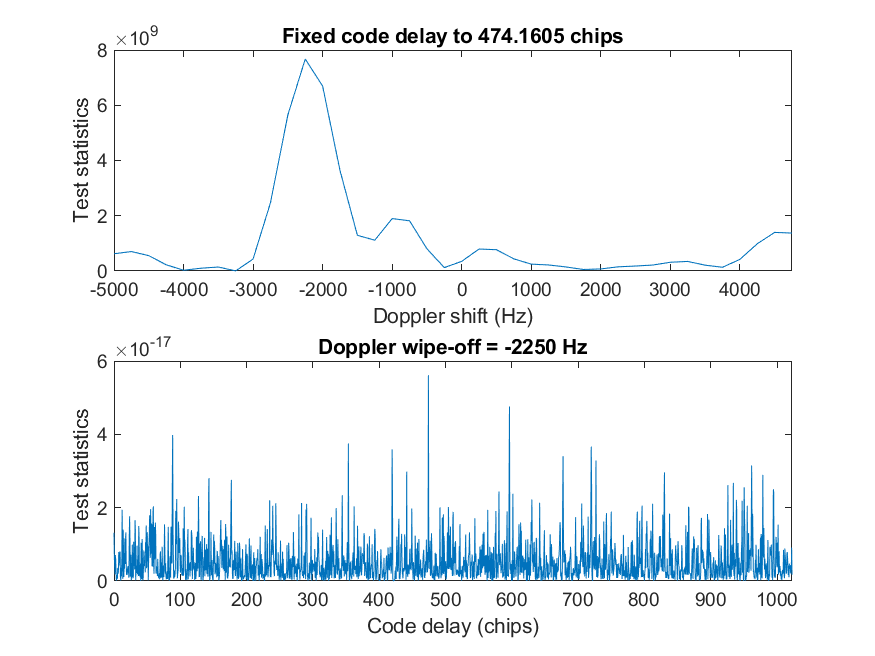 ×10^9
Fixed code delay to 474.1605 chips
8
6
4
2
0
Test statistics
-5000 -4000 -3000 -2000 -1000 0 1000 2000 3000 4000
Doppler shift (Hz)
×10^-17
Doppler wipe-off = -2250 Hz
6
4
2
0
Test statistics
0 100 200 300 400 500 600 700 800 900 1000
Code delay (chips)